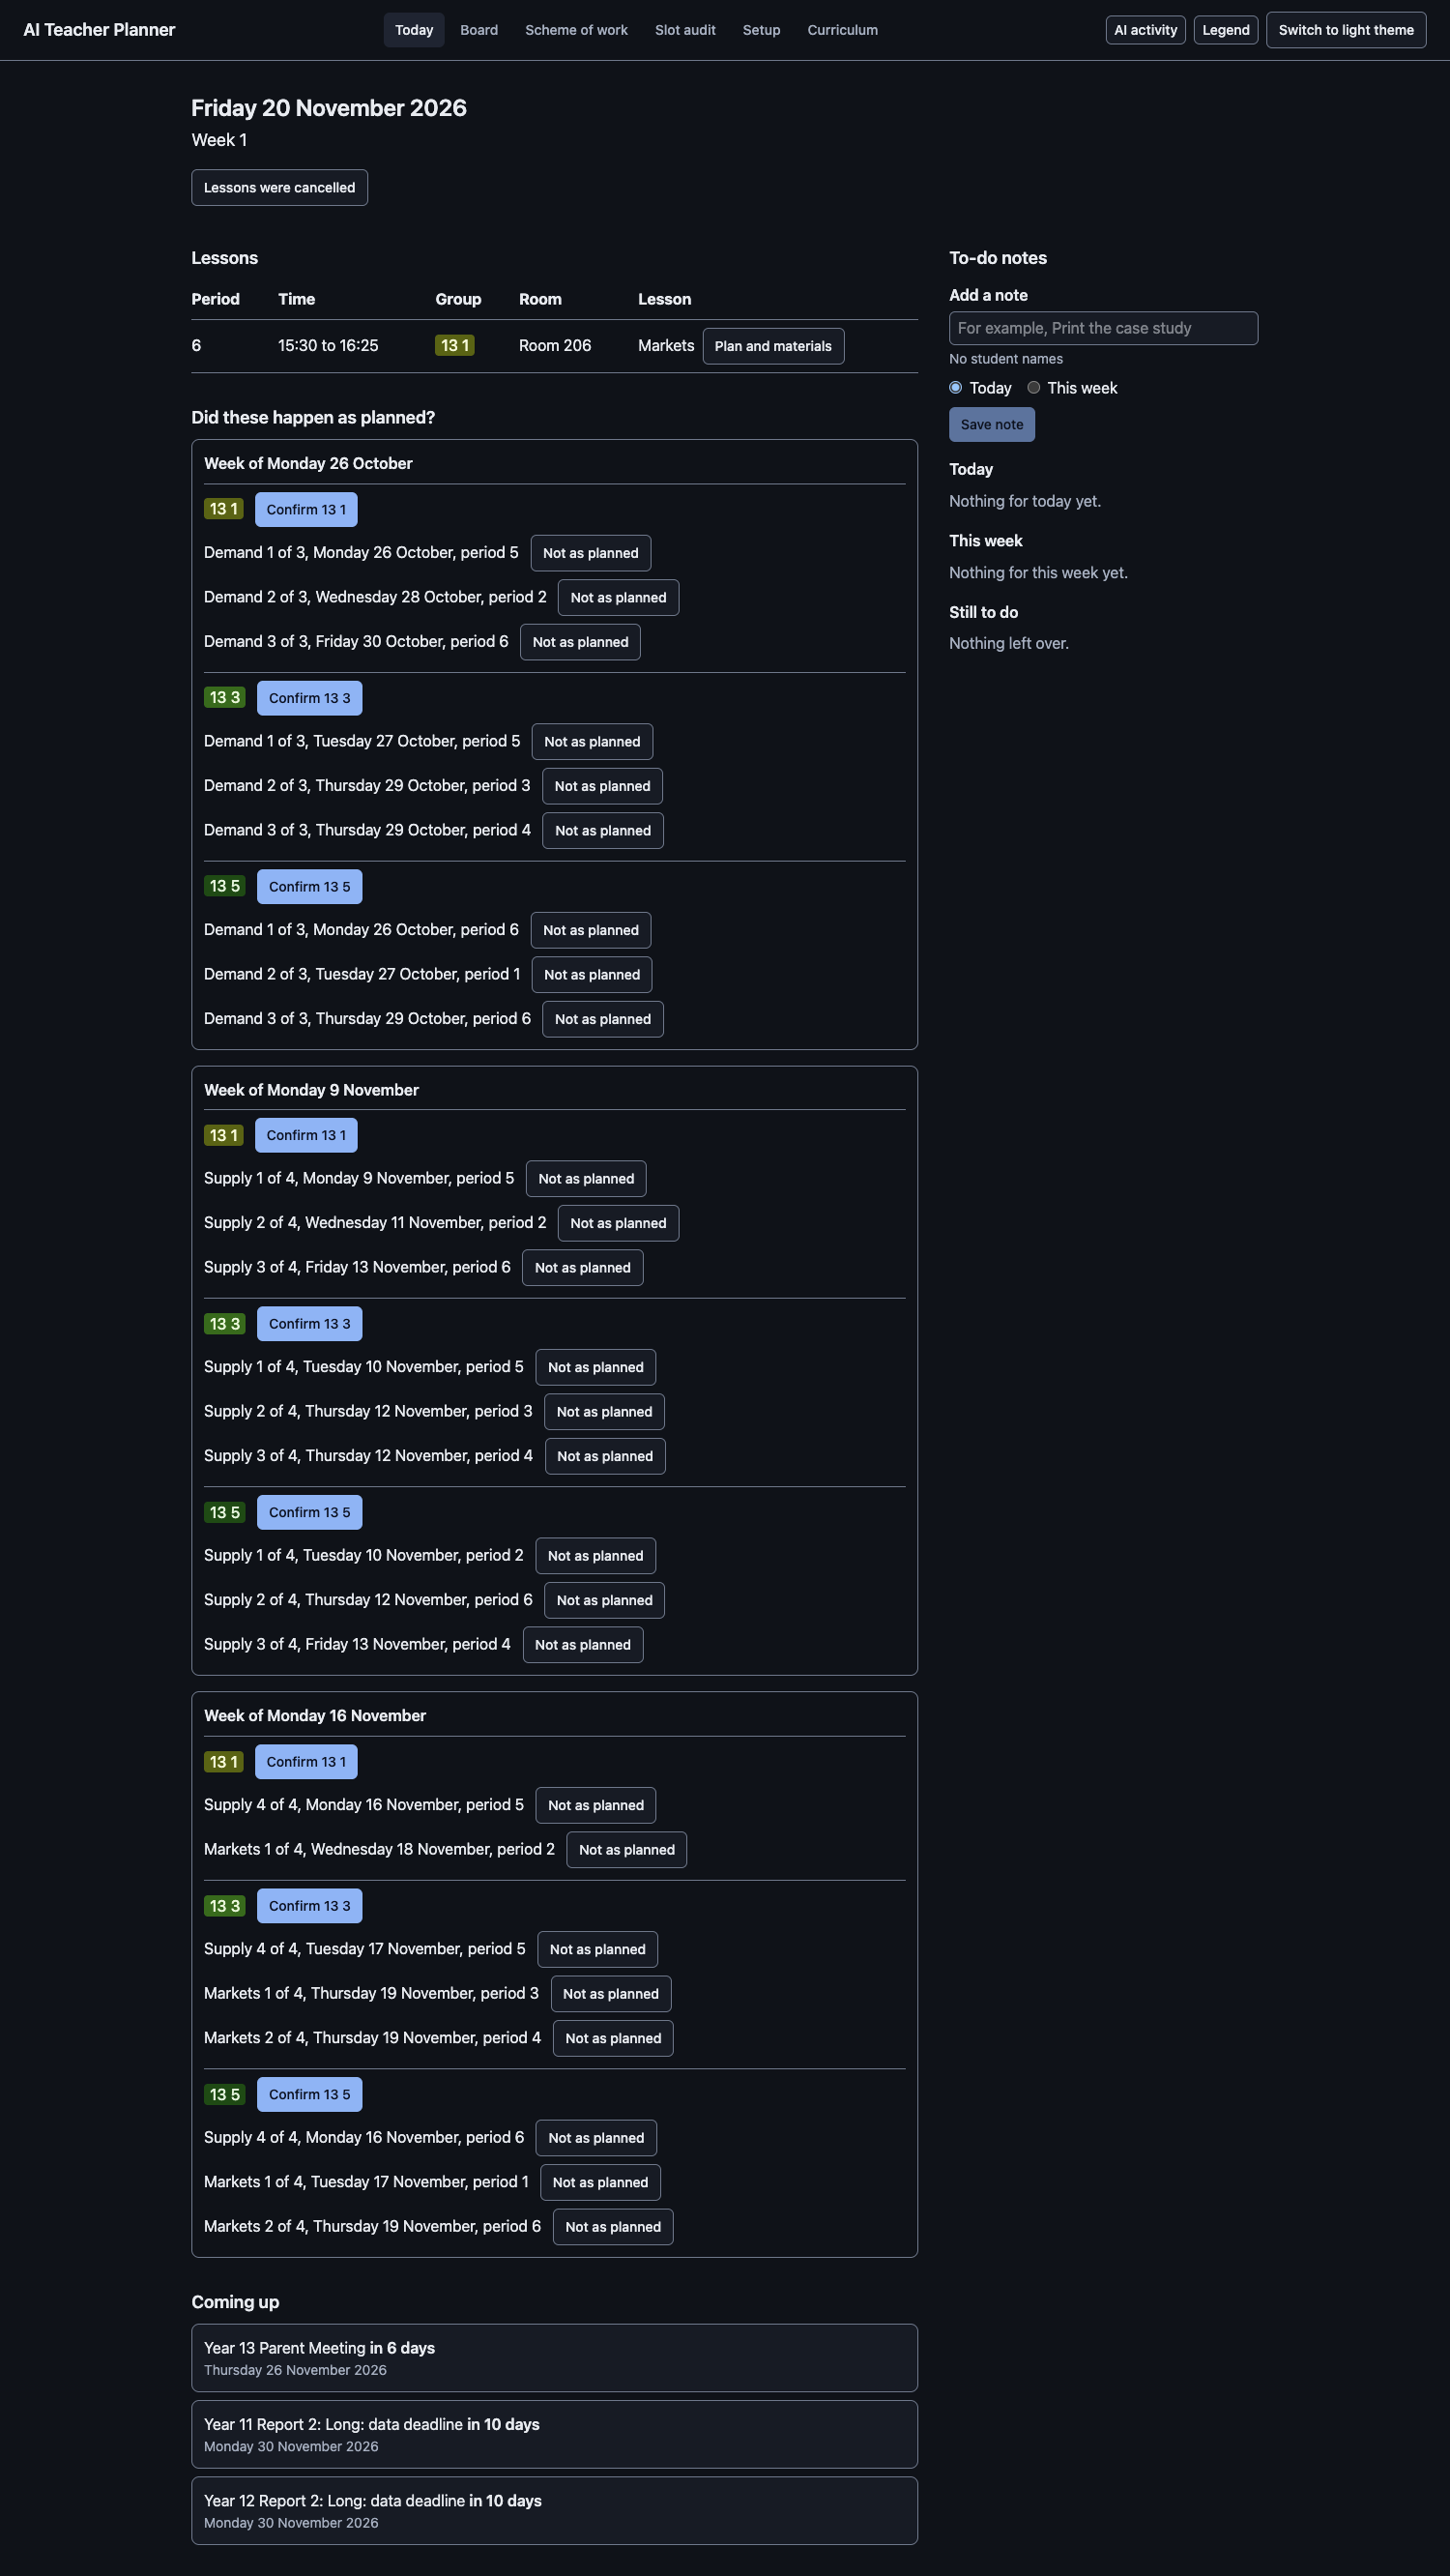 AI Teacher Planner
Today Board Scheme of work Slot audit Setup Curriculum
AI activity Legend Switch to light theme
Friday 20 November 2026
Week 1
Lessons were cancelled
Lessons
Period Time Group Room Lesson
6 15:30 to 16:25 13 1 Room 206 Markets Plan and materials
Did these happen as planned?
Week of Monday 26 October
13 1 Confirm 13 1
Demand 1 of 3, Monday 26 October, period 5 Not as planned
Demand 2 of 3, Wednesday 28 October, period 2 Not as planned
Demand 3 of 3, Friday 30 October, period 6 Not as planned
13 3 Confirm 13 3
Demand 1 of 3, Tuesday 27 October, period 5 Not as planned
Demand 2 of 3, Thursday 29 October, period 3 Not as planned
Demand 3 of 3, Thursday 29 October, period 4 Not as planned
13 5 Confirm 13 5
Demand 1 of 3, Monday 26 October, period 6 Not as planned
Demand 2 of 3, Tuesday 27 October, period 1 Not as planned
Demand 3 of 3, Thursday 29 October, period 6 Not as planned
Week of Monday 9 November
13 1 Confirm 13 1
Supply 1 of 4, Monday 9 November, period 5 Not as planned
Supply 2 of 4, Wednesday 11 November, period 2 Not as planned
Supply 3 of 4, Friday 13 November, period 6 Not as planned
13 3 Confirm 13 3
Supply 1 of 4, Tuesday 10 November, period 5 Not as planned
Supply 2 of 4, Thursday 12 November, period 3 Not as planned
Supply 3 of 4, Thursday 12 November, period 4 Not as planned
13 5 Confirm 13 5
Supply 1 of 4, Tuesday 10 November, period 2 Not as planned
Supply 2 of 4, Thursday 12 November, period 6 Not as planned
Supply 3 of 4, Friday 13 November, period 4 Not as planned
Week of Monday 16 November
13 1 Confirm 13 1
Supply 4 of 4, Monday 16 November, period 5 Not as planned
Markets 1 of 4, Wednesday 18 November, period 2 Not as planned
13 3 Confirm 13 3
Supply 4 of 4, Tuesday 17 November, period 5 Not as planned
Markets 1 of 4, Thursday 19 November, period 3 Not as planned
Markets 2 of 4, Thursday 19 November, period 4 Not as planned
13 5 Confirm 13 5
Supply 4 of 4, Monday 16 November, period 6 Not as planned
Markets 1 of 4, Tuesday 17 November, period 1 Not as planned
Markets 2 of 4, Thursday 19 November, period 6 Not as planned
Coming up
Year 13 Parent Meeting in 6 days
Thursday 26 November 2026
Year 11 Report 2: Long: data deadline in 10 days
Monday 30 November 2026
Year 12 Report 2: Long: data deadline in 10 days
Monday 30 November 2026
To-do notes
Add a note
For example, Print the case study
No student names
Today This week
Save note
Today
Nothing for today yet.
This week
Nothing for this week yet.
Still to do
Nothing left over.